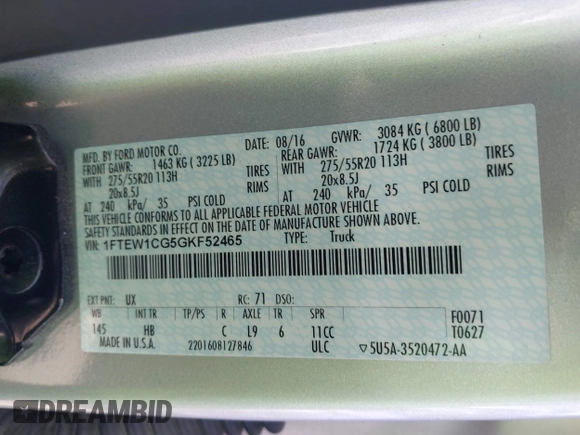 MFD. BY FORD MOTOR CO.
DATE: 08/16 GVWR: 3084 KG ( 6800 LB)
FRONT GAWR: 1463 KG ( 3225 LB) REAR GAWR: 1724 KG ( 3800 LB)
WITH 275/55R20 113H TIRES WITH 275/55R20 113H TIRES
20x8.5J RIMS 20x8.5J RIMS
AT 240 kPa/ 35 PSI COLD AT 240 kPa/ 35 PSI COLD
THIS VEHICLE CONFORMS TO ALL APPLICABLE FEDERAL MOTOR VEHICLE
SAFETY STANDARDS IN EFFECT ON THE DATE OF MANUFACTURE SHOWN ABOVE.
VIN: 1FTEW1CG5GKF52465 TYPE: Truck
EXT PNT: UX RC: 71 DSO:
WB INT TR TP/PS R AXLE TR SPR F0071
145 HB C L9 6 11CC T0627
MADE IN U.S.A. 2201608127846 ULC ▽5U5A-3520472-AA
DREAMBID